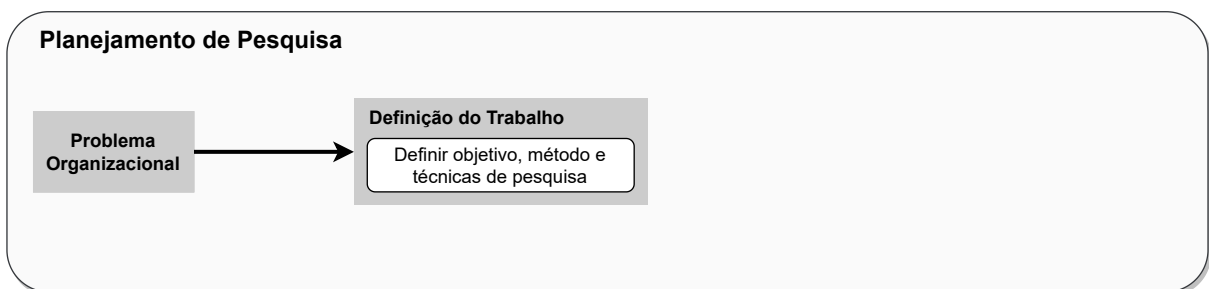 Planejamento de Pesquisa
Problema
Organizacional
Definição do Trabalho
Definir objetivo, método e
técnicas de pesquisa